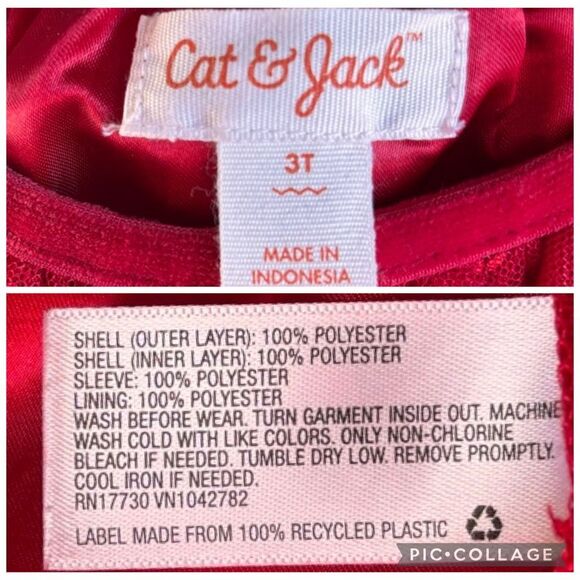 Cat & Jack™
3T
MADE IN
INDONESIA
SHELL (OUTER LAYER): 100% POLYESTER
SHELL (INNER LAYER): 100% POLYESTER
SLEEVE: 100% POLYESTER
LINING: 100% POLYESTER
WASH BEFORE WEAR. TURN GARMENT INSIDE OUT. MACHINE
WASH COLD WITH LIKE COLORS. ONLY NON-CHLORINE
BLEACH IF NEEDED. TUMBLE DRY LOW. REMOVE PROMPTLY.
COOL IRON IF NEEDED.
RN17730 VN1042782
LABEL MADE FROM 100% RECYCLED PLASTIC
PIC•COLLAGE